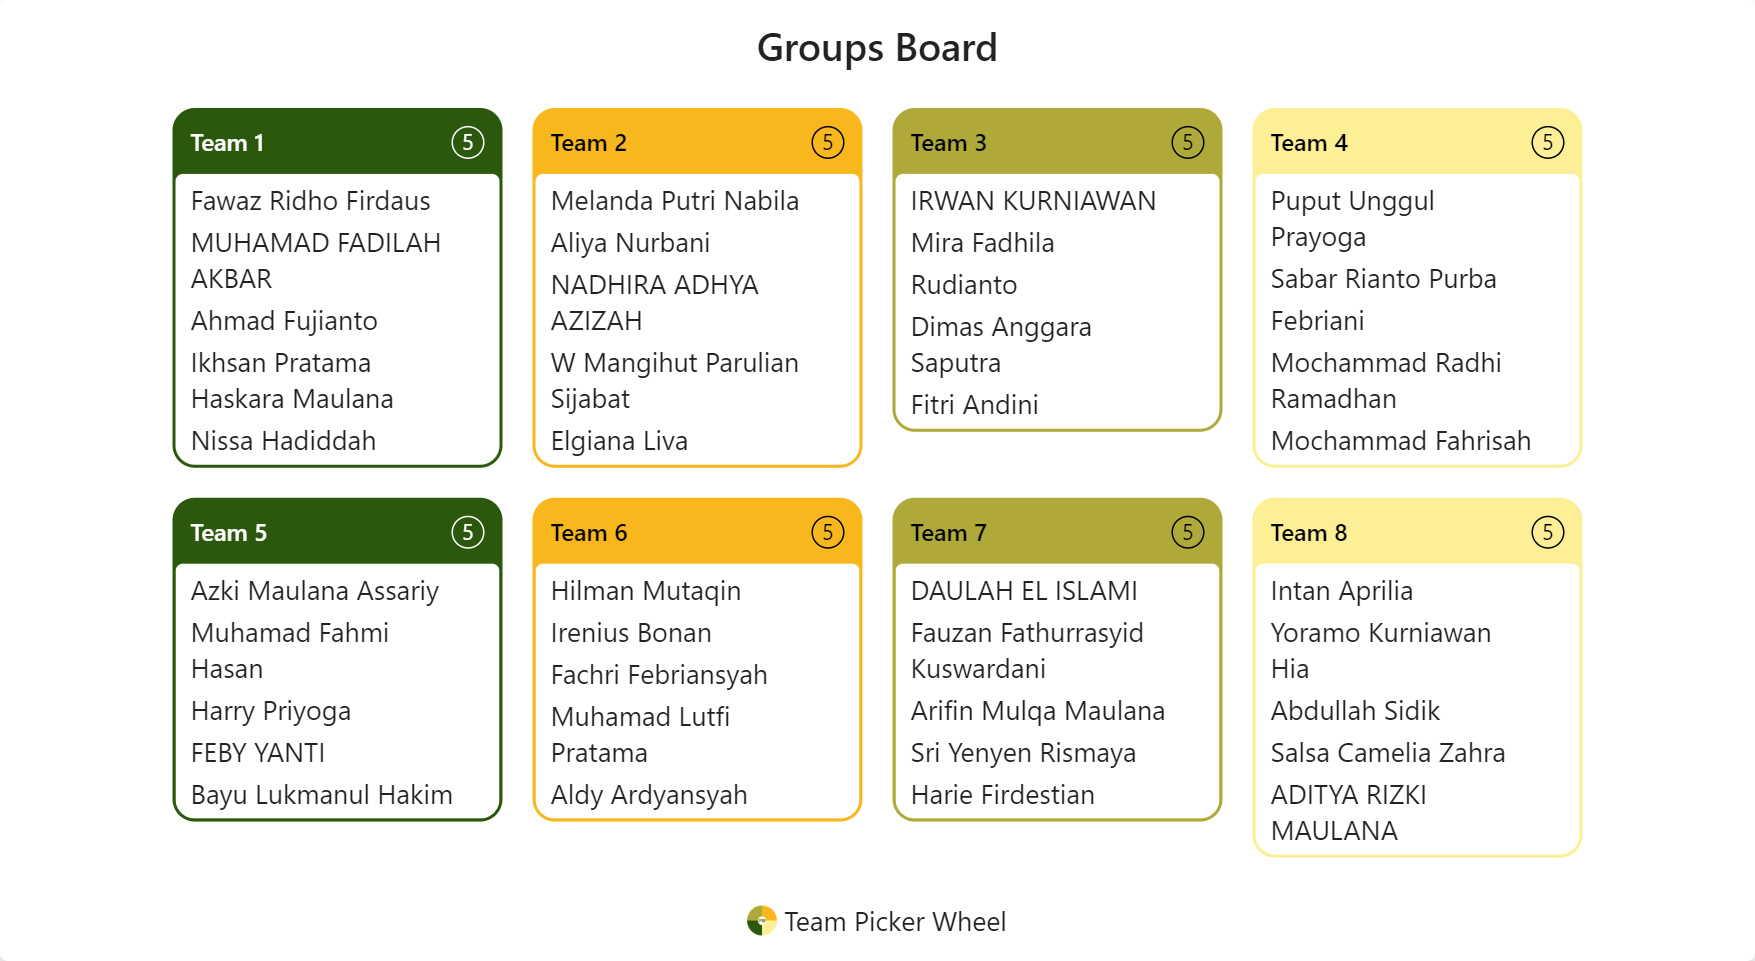 Groups Board
Team 1 5
Fawaz Ridho Firdaus
MUHAMAD FADILAH
AKBAR
Ahmad Fujianto
Ikhsan Pratama
Haskara Maulana
Nissa Hadiddah
Team 2 5
Melanda Putri Nabila
Aliya Nurbani
NADHIRA ADHYA
AZIZAH
W Mangihut Parulian
Sijabat
Elgiana Liva
Team 3 5
IRWAN KURNIAWAN
Mira Fadhila
Rudianto
Dimas Anggara
Saputra
Fitri Andini
Team 4 5
Puput Unggul
Prayoga
Sabar Rianto Purba
Febriani
Mochammad Radhi
Ramadhan
Mochammad Fahrisah
Team 5 5
Azki Maulana Assariy
Muhamad Fahmi
Hasan
Harry Priyoga
FEBY YANTI
Bayu Lukmanul Hakim
Team 6 5
Hilman Mutaqin
Irenius Bonan
Fachri Febriansyah
Muhamad Lutfi
Pratama
Aldy Ardyansyah
Team 7 5
DAULAH EL ISLAMI
Fauzan Fathurrasyid
Kuswardani
Arifin Mulqa Maulana
Sri Yenyen Rismaya
Harie Firdestian
Team 8 5
Intan Aprilia
Yoramo Kurniawan
Hia
Abdullah Sidik
Salsa Camelia Zahra
ADITYA RIZKI
MAULANA
Team Picker Wheel